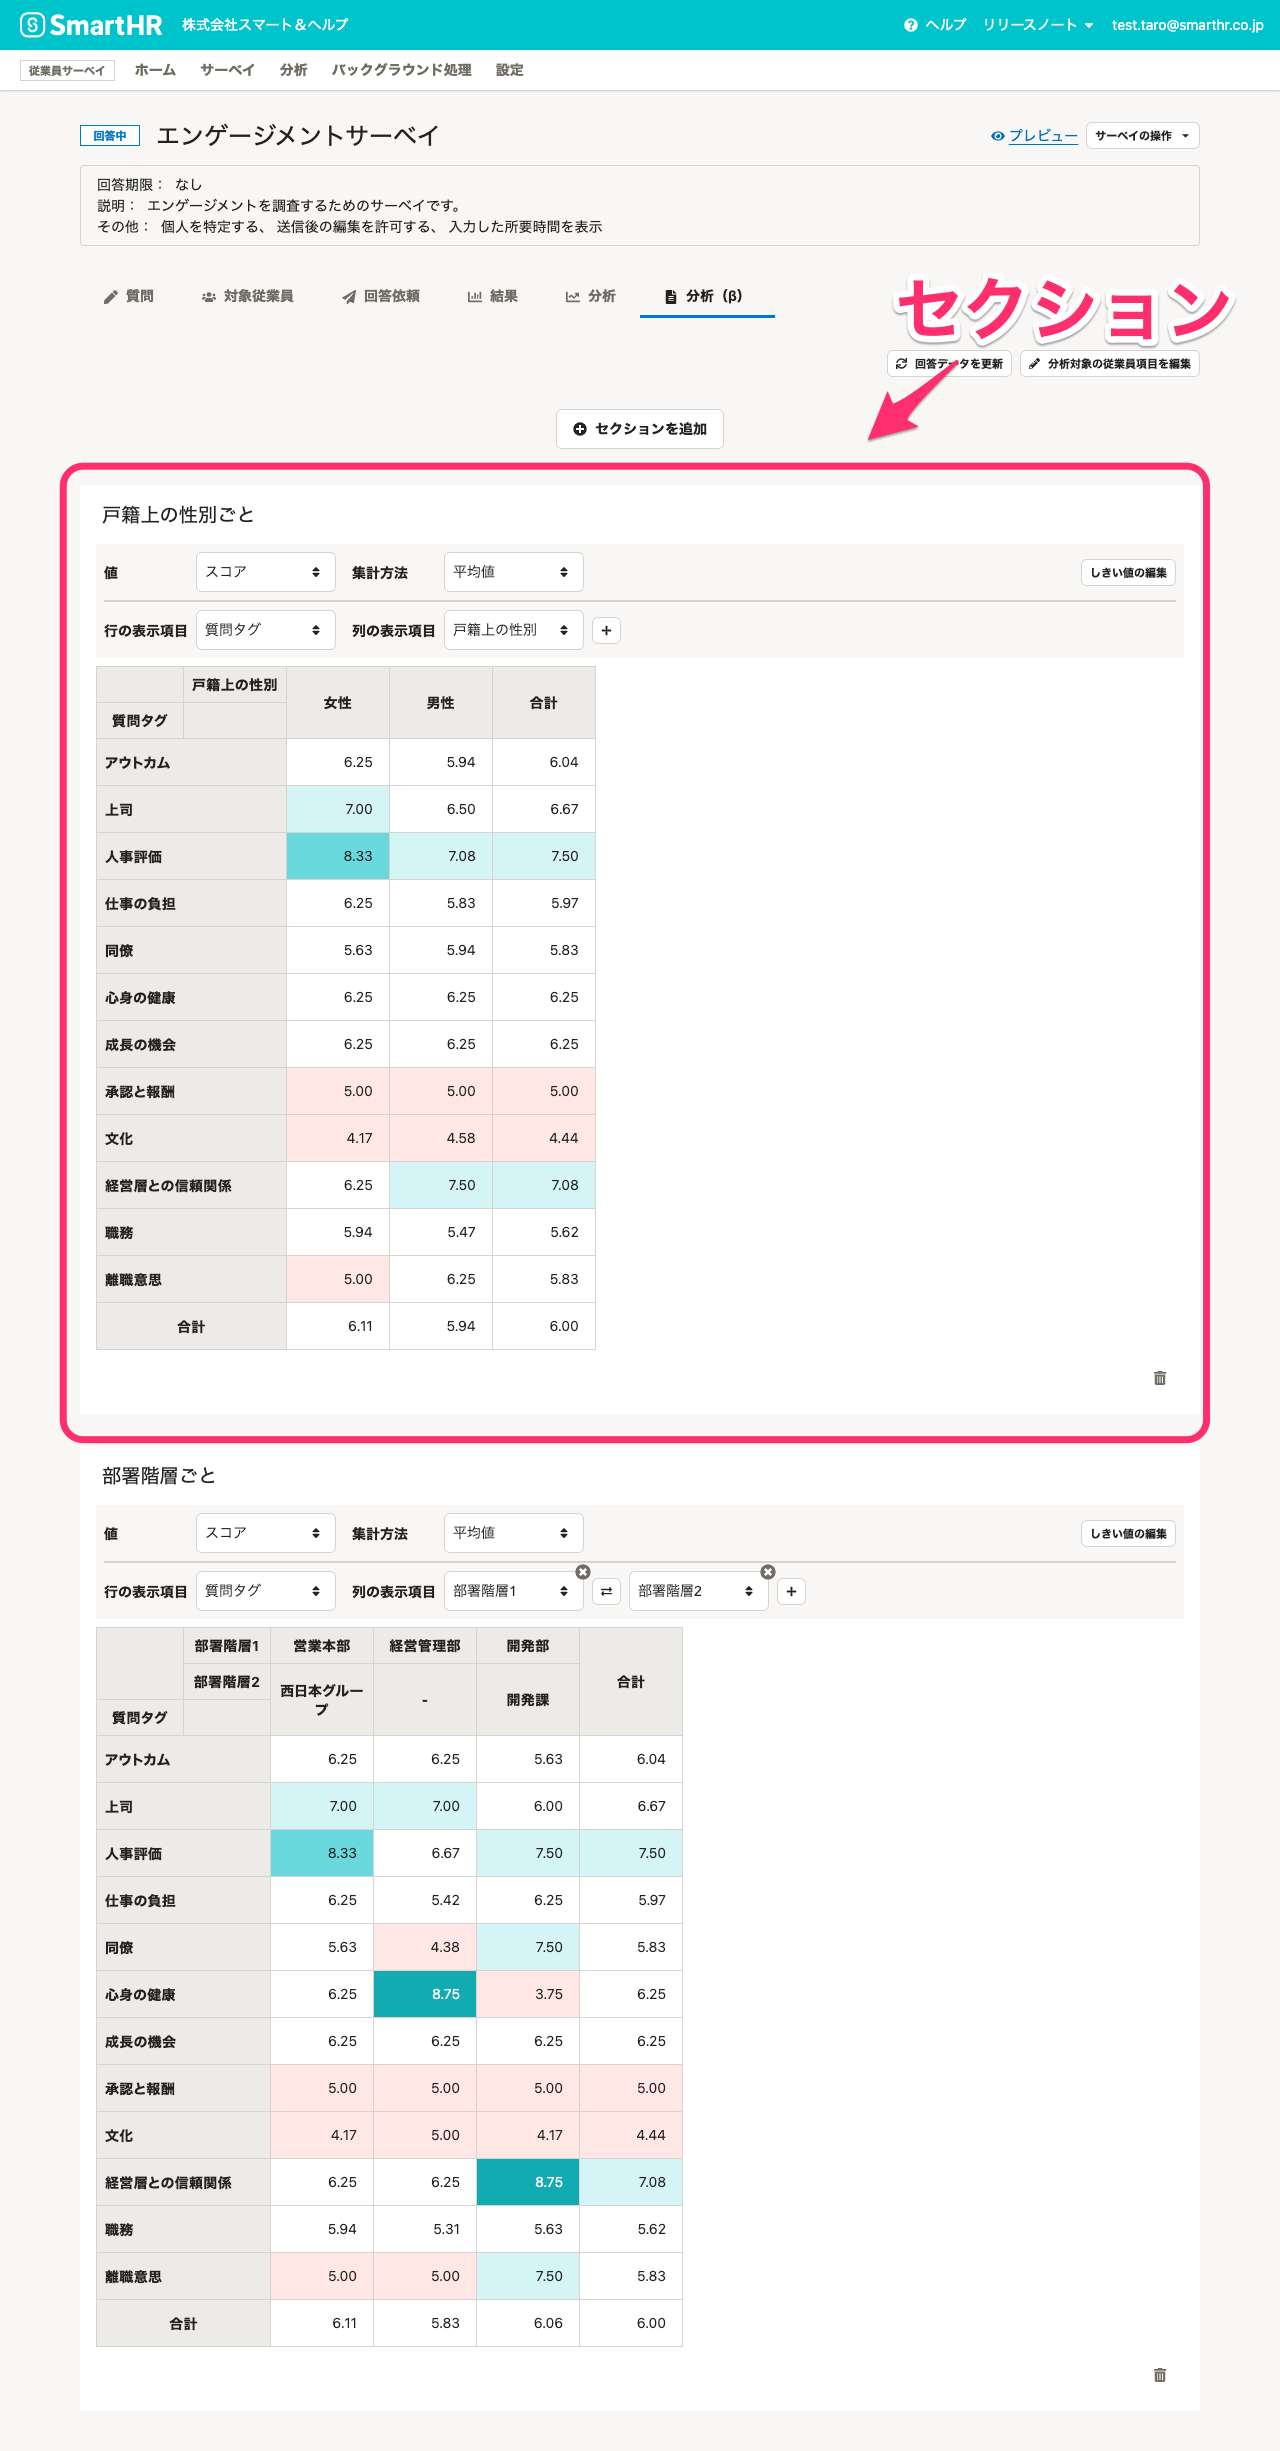 SmartHR 株式会社スマート＆ヘルプ ヘルプ リリースノート test.taro@smarthr.co.jp
従業員サーベイ ホーム サーベイ 分析 バックグラウンド処理 設定
回答中 エンゲージメントサーベイ プレビュー サーベイの操作
回答期限： なし
説明： エンゲージメントを調査するためのサーベイです。
その他： 個人を特定する、 送信後の編集を許可する、 入力した所要時間を表示
質問 対象従業員 回答依頼 結果 分析 分析（β）
セクション
回答データを更新 分析対象の従業員項目を編集
セクションを追加
戸籍上の性別ごと
値 スコア 集計方法 平均値 しきい値の編集
行の表示項目 質問タグ 列の表示項目 戸籍上の性別
戸籍上の性別 女性 男性 合計
質問タグ
アウトカム 6.25 5.94 6.04
上司 7.00 6.50 6.67
人事評価 8.33 7.08 7.50
仕事の負担 6.25 5.83 5.97
同僚 5.63 5.94 5.83
心身の健康 6.25 6.25 6.25
成長の機会 6.25 6.25 6.25
承認と報酬 5.00 5.00 5.00
文化 4.17 4.58 4.44
経営層との信頼関係 6.25 7.50 7.08
職務 5.94 5.47 5.62
離職意思 5.00 6.25 5.83
合計 6.11 5.94 6.00
部署階層ごと
値 スコア 集計方法 平均値 しきい値の編集
行の表示項目 質問タグ 列の表示項目 部署階層1 部署階層2
部署階層1 営業本部 経営管理部 開発部 合計
部署階層2 西日本グループ - 開発課
質問タグ
アウトカム 6.25 6.25 5.63 6.04
上司 7.00 7.00 6.00 6.67
人事評価 8.33 6.67 7.50 7.50
仕事の負担 6.25 5.42 6.25 5.97
同僚 5.63 4.38 7.50 5.83
心身の健康 6.25 8.75 3.75 6.25
成長の機会 6.25 6.25 6.25 6.25
承認と報酬 5.00 5.00 5.00 5.00
文化 4.17 5.00 4.17 4.44
経営層との信頼関係 6.25 6.25 8.75 7.08
職務 5.94 5.31 5.63 5.62
離職意思 5.00 5.00 7.50 5.83
合計 6.11 5.83 6.06 6.00